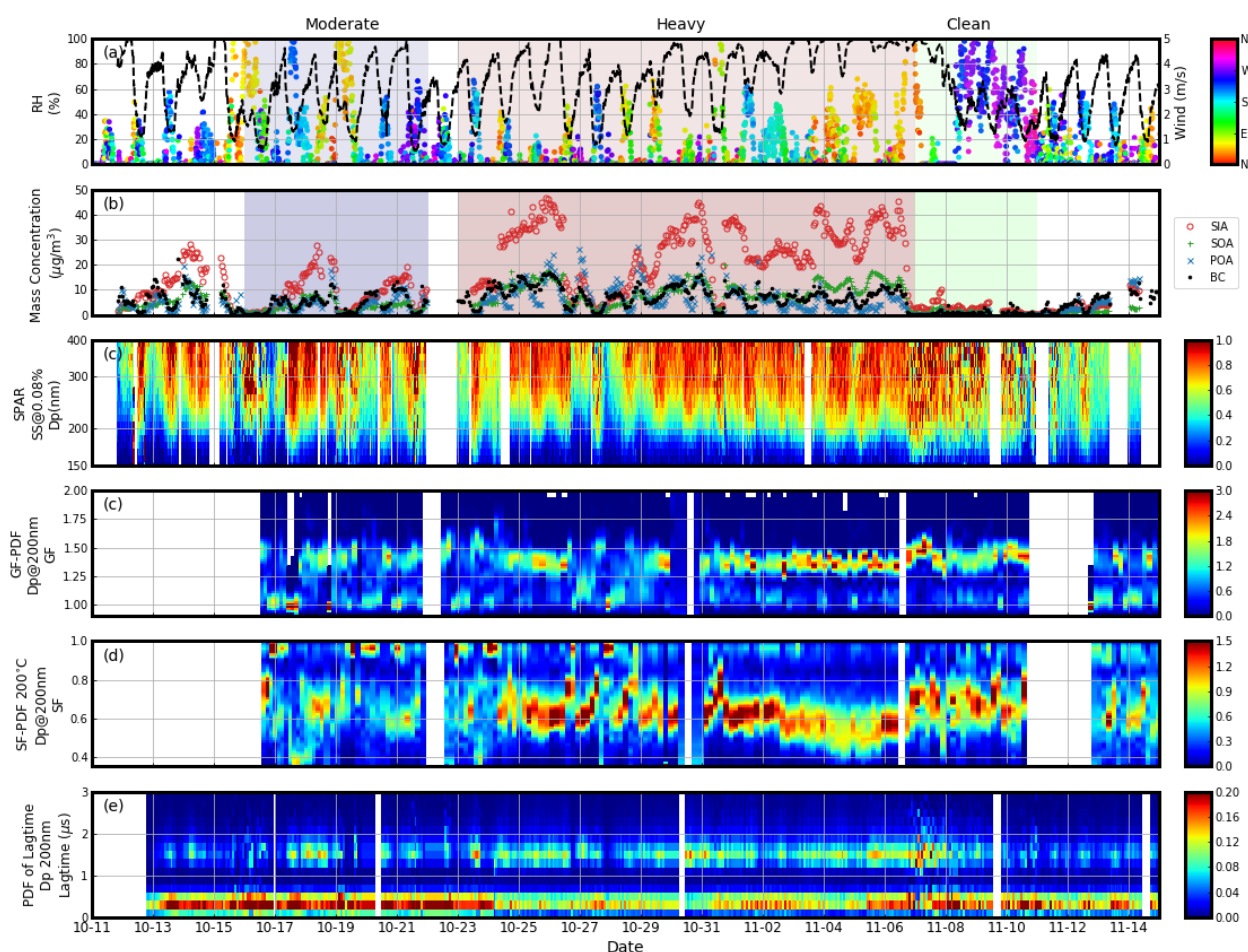 Moderate Heavy Clean
(a)
RH
(%)
100
80
60
40
20
0
5
4
3
2
1
0
Wind (m/s)
N
W
S
E
N
(b)
Mass Concentration
(μg/m³)
50
40
30
20
10
0
SIA
SOA
POA
BC
(c)
SPAR
SS@0.08%
Dp(nm)
400
300
200
150
1.0
0.8
0.6
0.4
0.2
0.0
(c)
GF-PDF
Dp@200nm
GF
2.00
1.75
1.50
1.25
1.00
3.0
2.4
1.8
1.2
0.6
0.0
(d)
SF-PDF 200°C
Dp@200nm
SF
1.0
0.8
0.6
0.4
1.5
1.2
0.9
0.6
0.3
0.0
(e)
PDF of Lagtime
Dp 200nm
Lagtime (μs)
3
2
1
0
0.20
0.16
0.12
0.08
0.04
0.00
10-11 10-13 10-15 10-17 10-19 10-21 10-23 10-25 10-27 10-29 10-31 11-02 11-04 11-06 11-08 11-10 11-12 11-14
Date